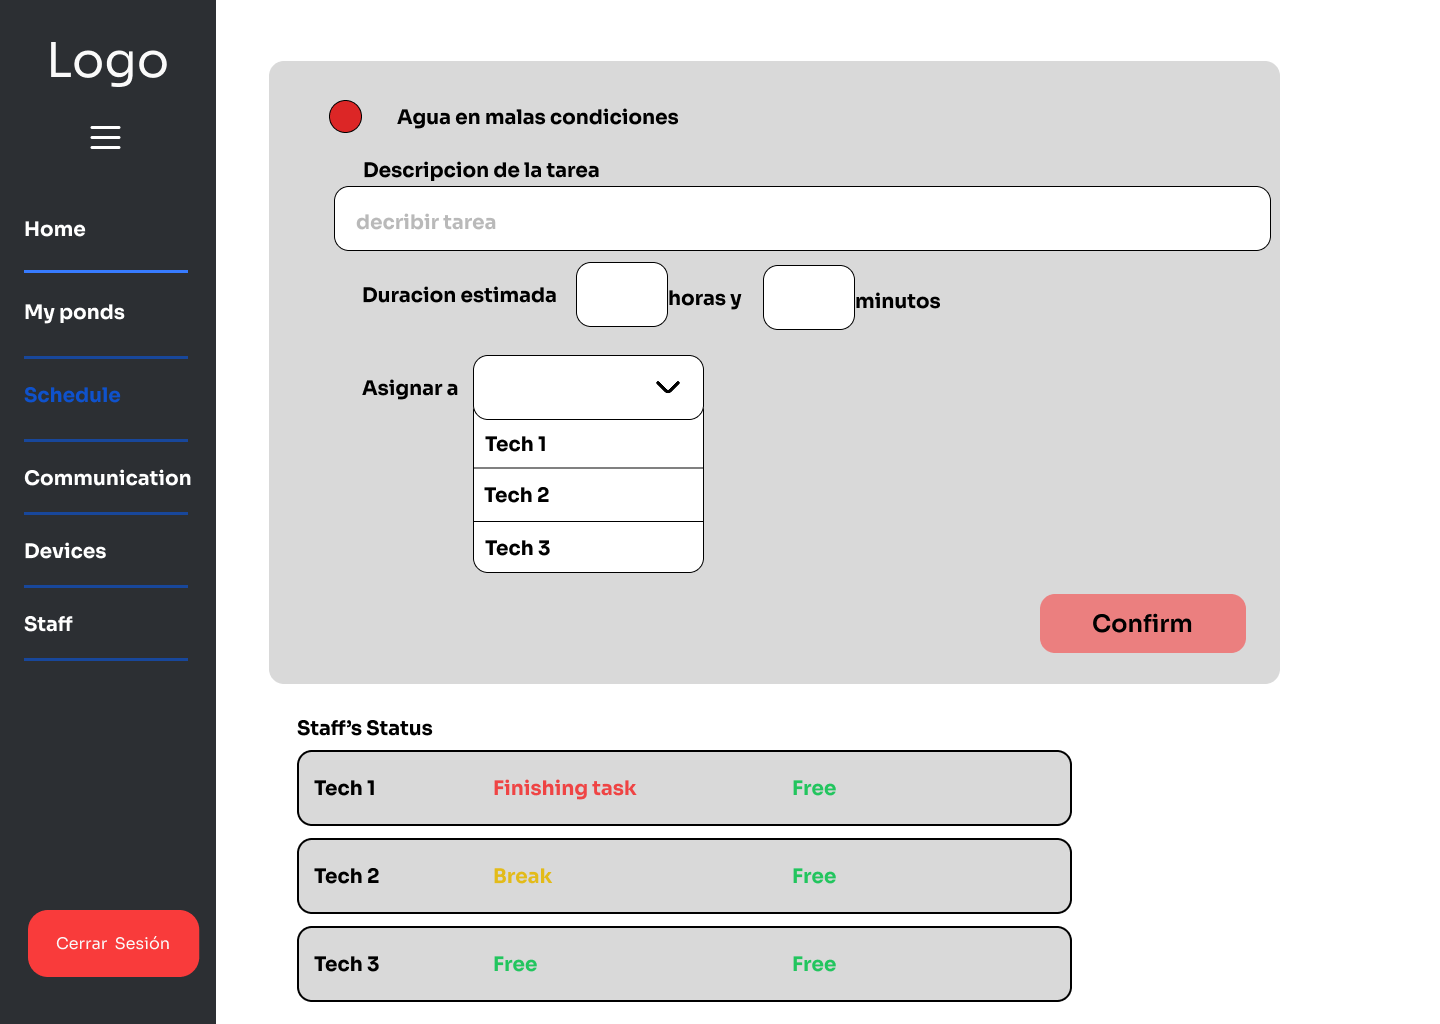 Logo
Home
My ponds
Schedule
Communication
Devices
Staff
Cerrar Sesión
Agua en malas condiciones
Descripcion de la tarea
decribir tarea
Duracion estimada horas y minutos
Asignar a
Tech 1
Tech 2
Tech 3
Confirm
Staff’s Status
Tech 1 Finishing task Free
Tech 2 Break Free
Tech 3 Free Free